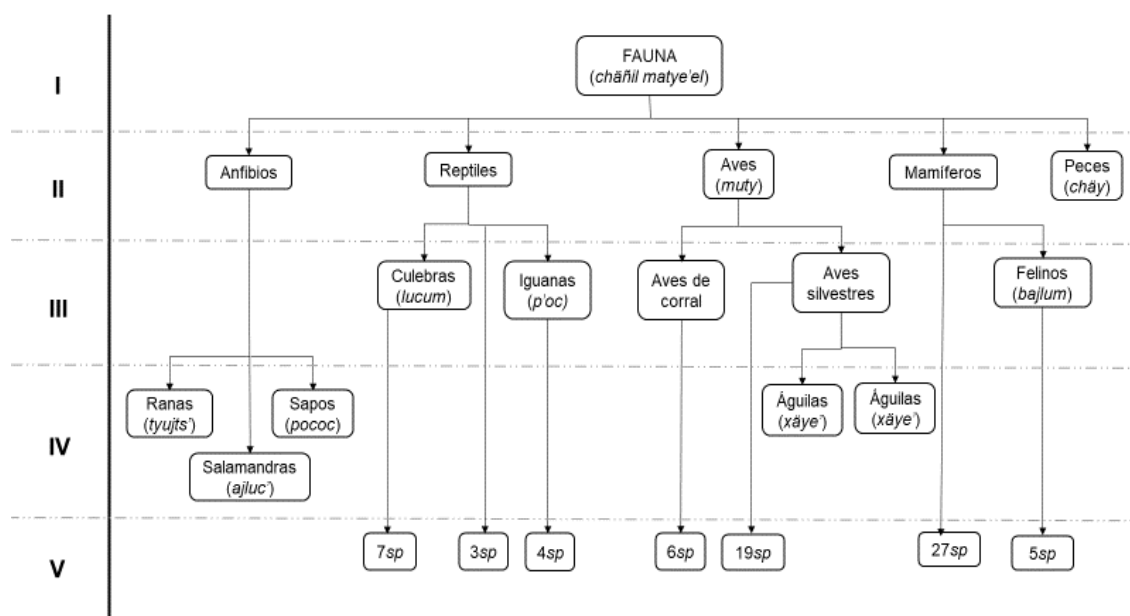 I
FAUNA
(chäñil matye'el)
II
Anfibios
Reptiles
Aves
(muty)
Mamíferos
Peces
(chäy)
III
Culebras
(lucum)
Iguanas
(p'oc)
Aves de
corral
Aves
silvestres
Felinos
(bajlum)
IV
Ranas
(tyujts')
Sapos
(pococ)
Salamandras
(ajluc')
Águilas
(xäye')
Águilas
(xäye')
V
7sp
3sp
4sp
6sp
19sp
27sp
5sp